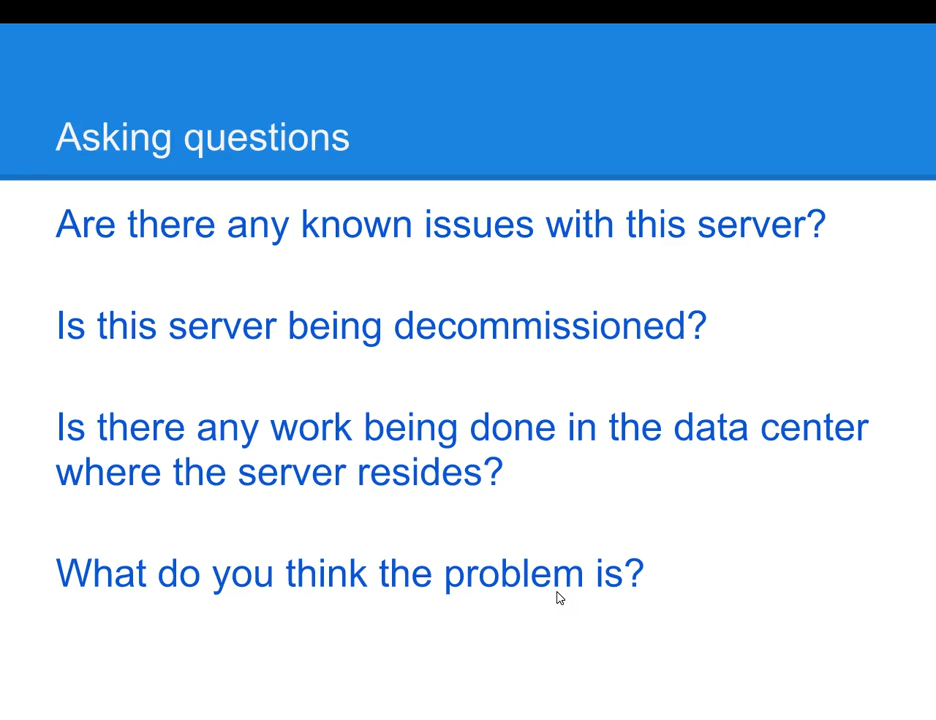 Asking questions
Are there any known issues with this server?
Is this server being decommissioned?
Is there any work being done in the data center
where the server resides?
What do you think the problem is?